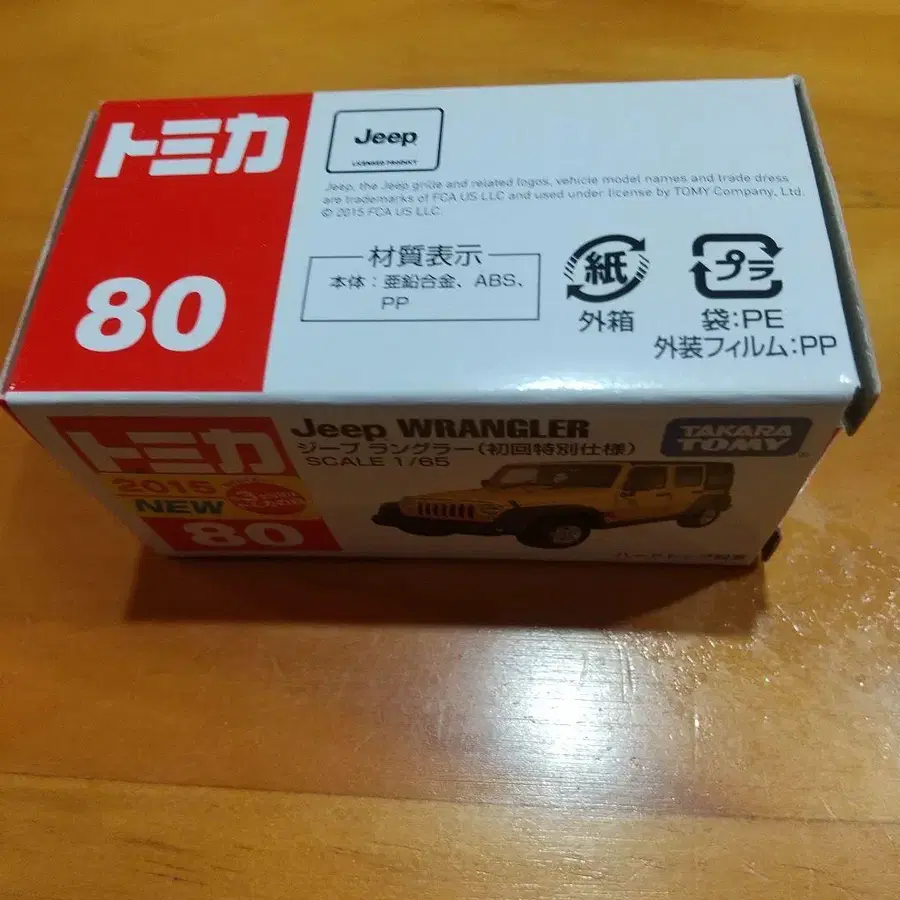 トミカ
80
Jeep
LICENSED PRODUCT
Jeep, the Jeep grille and related logos, vehicle model names and trade dress
are trademarks of FCA US LLC and used under license by TOMY Company, Ltd.
© 2015 FCA US LLC.
材質表示
本体：亜鉛合金、ABS、
PP
紙
外箱
プラ
袋:PE
外装フィルム:PP
トミカ
2015
NEW
80
Jeep WRANGLER
ジープ ラングラー（初回特別仕様）
SCALE 1/65
TAKARA
TOMY